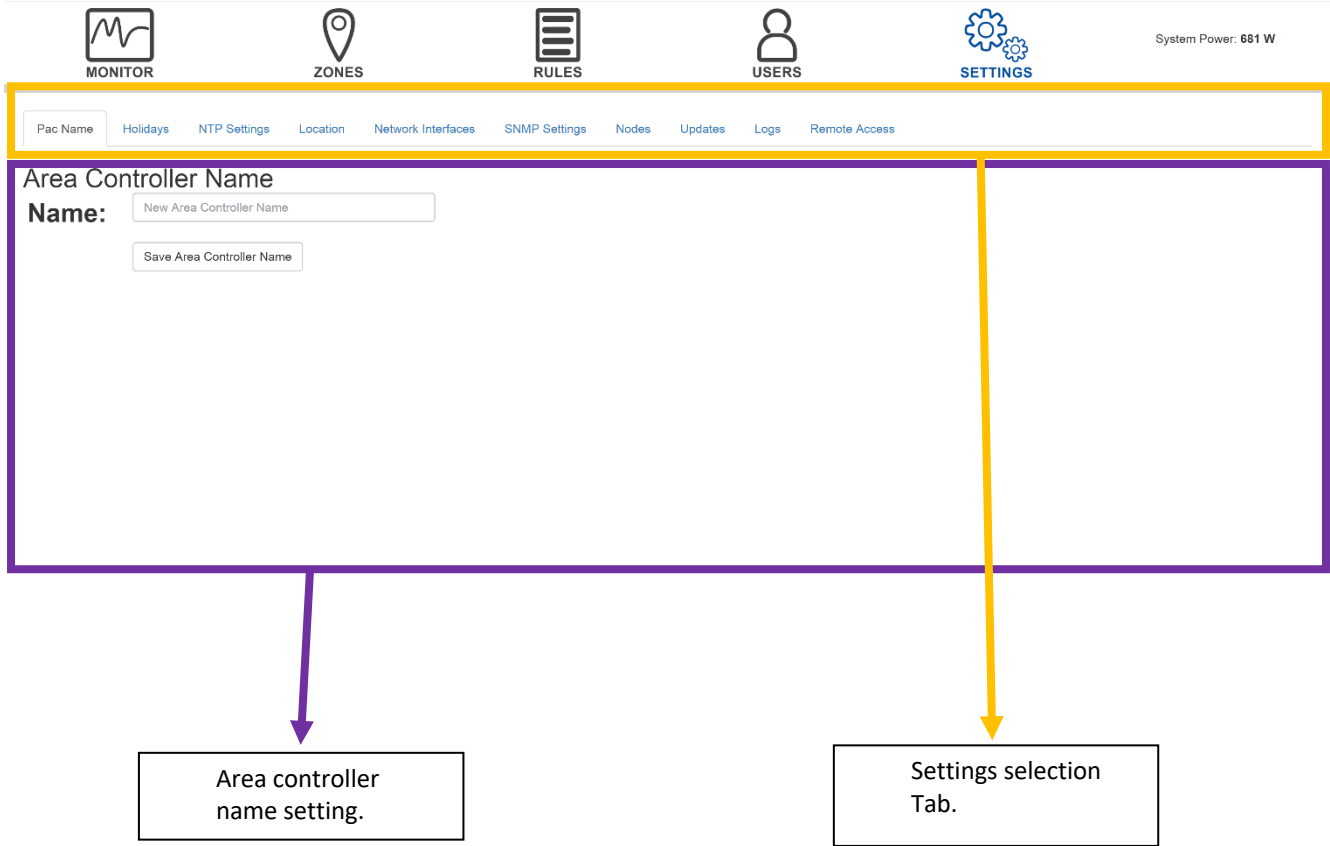 MONITOR
ZONES
RULES
USERS
SETTINGS
System Power: 681 W
Pac Name
Holidays
NTP Settings
Location
Network Interfaces
SNMP Settings
Nodes
Updates
Logs
Remote Access
Area Controller Name
Name:
New Area Controller Name
Save Area Controller Name
Area controller
name setting.
Settings selection
Tab.